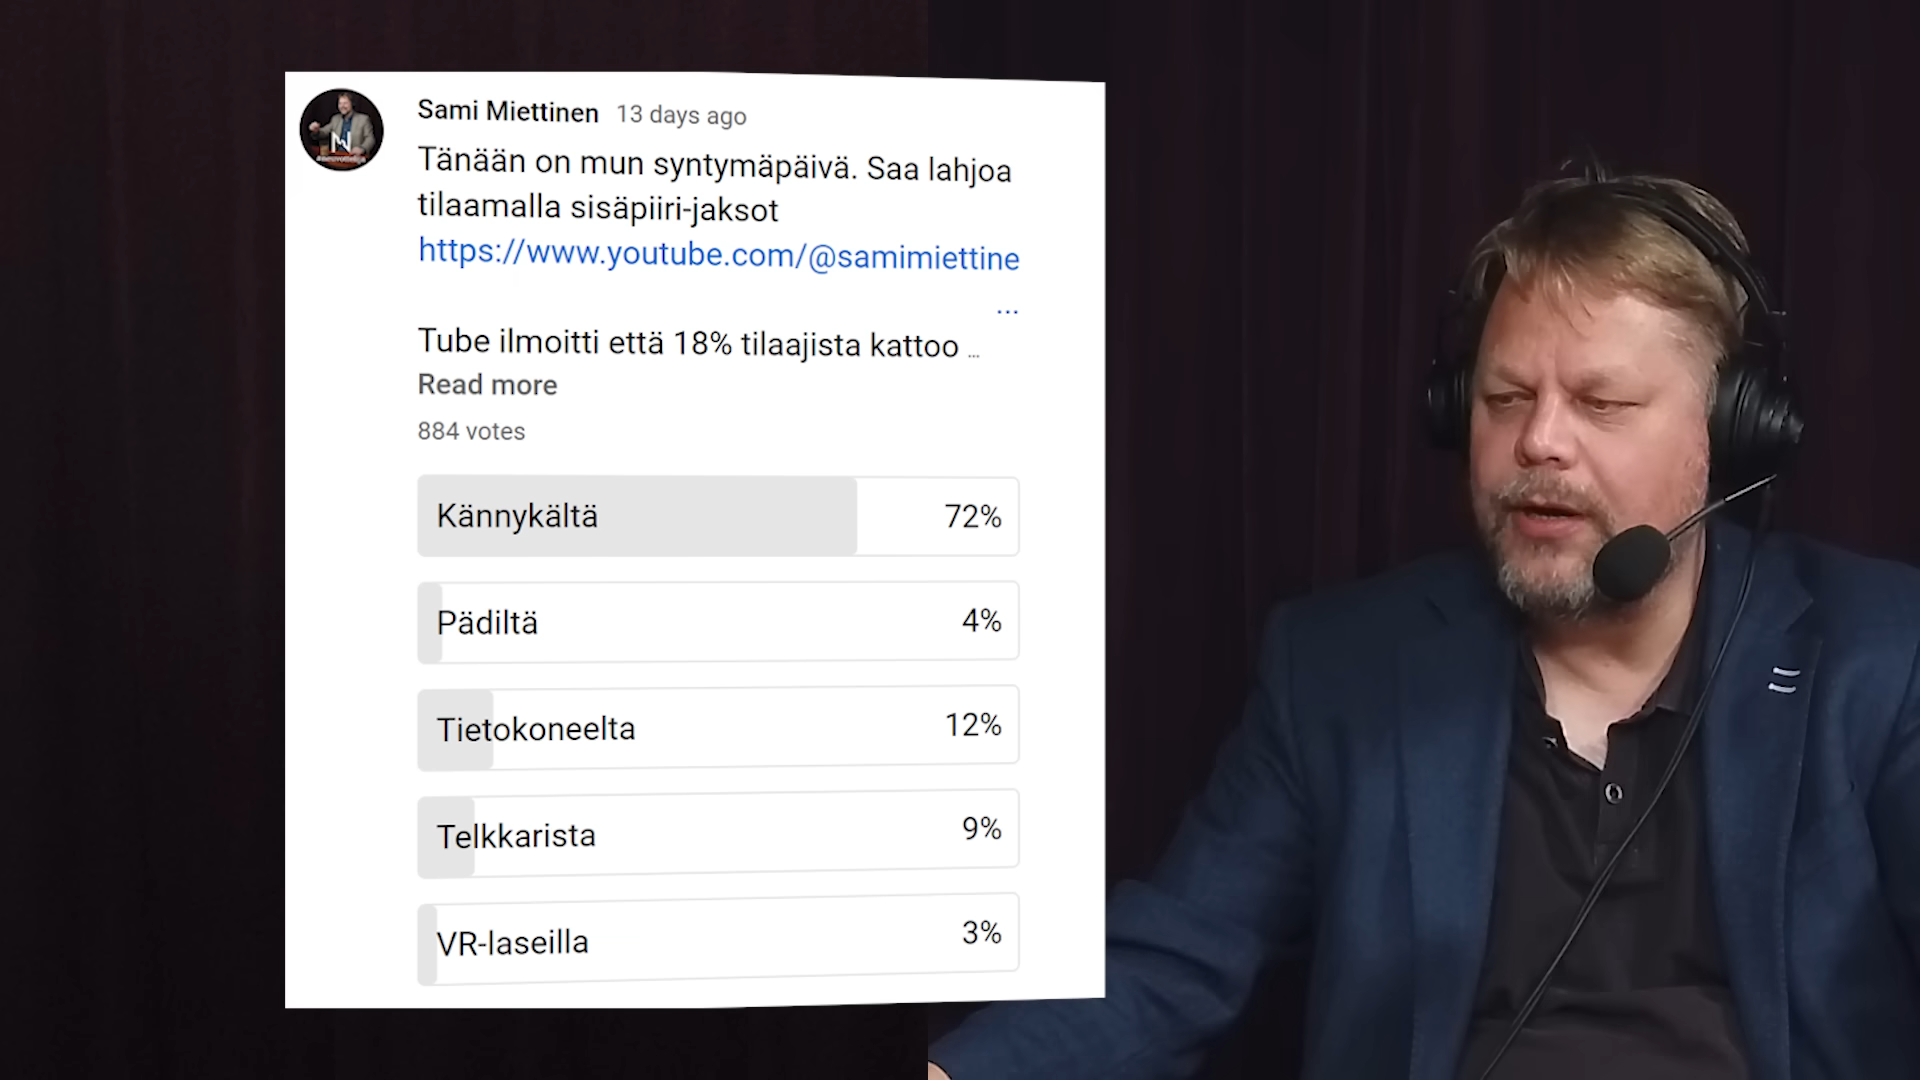 Sami Miettinen 13 days ago
Tänään on mun syntymäpäivä. Saa lahjoa
tilaamalla sisäpiiri-jaksot
https://www.youtube.com/@samimiettine
...
Tube ilmoitti että 18% tilaajista kattoo ...
Read more
884 votes
Kännykältä 72%
Pädiltä 4%
Tietokoneelta 12%
Telkkarista 9%
VR-laseilla 3%